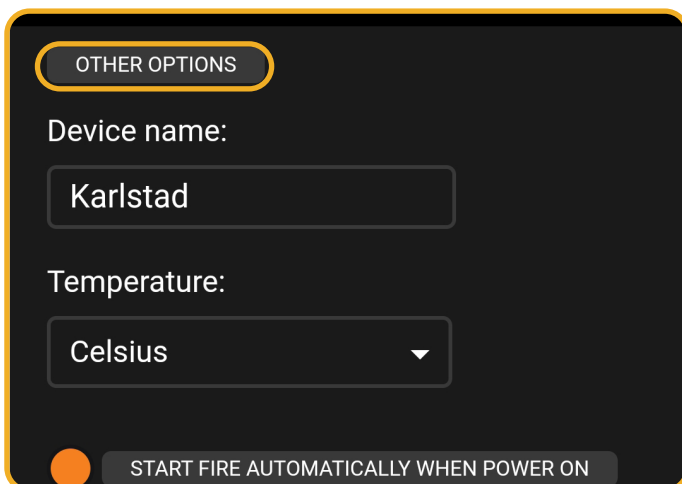 OTHER OPTIONS
Device name:
Karlstad
Temperature:
Celsius
START FIRE AUTOMATICALLY WHEN POWER ON